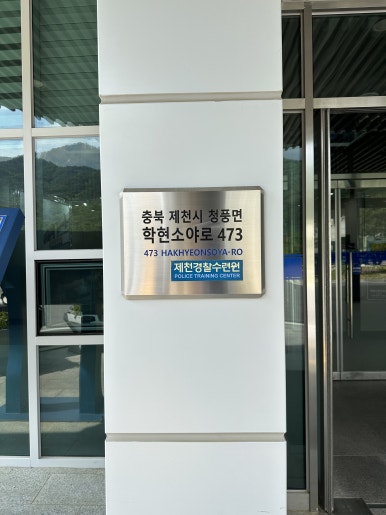 충북 제천시 청풍면
학현소야로 473
473 HAKHYEONSOYA-RO
제천경찰수련원
POLICE TRAINING CENTER